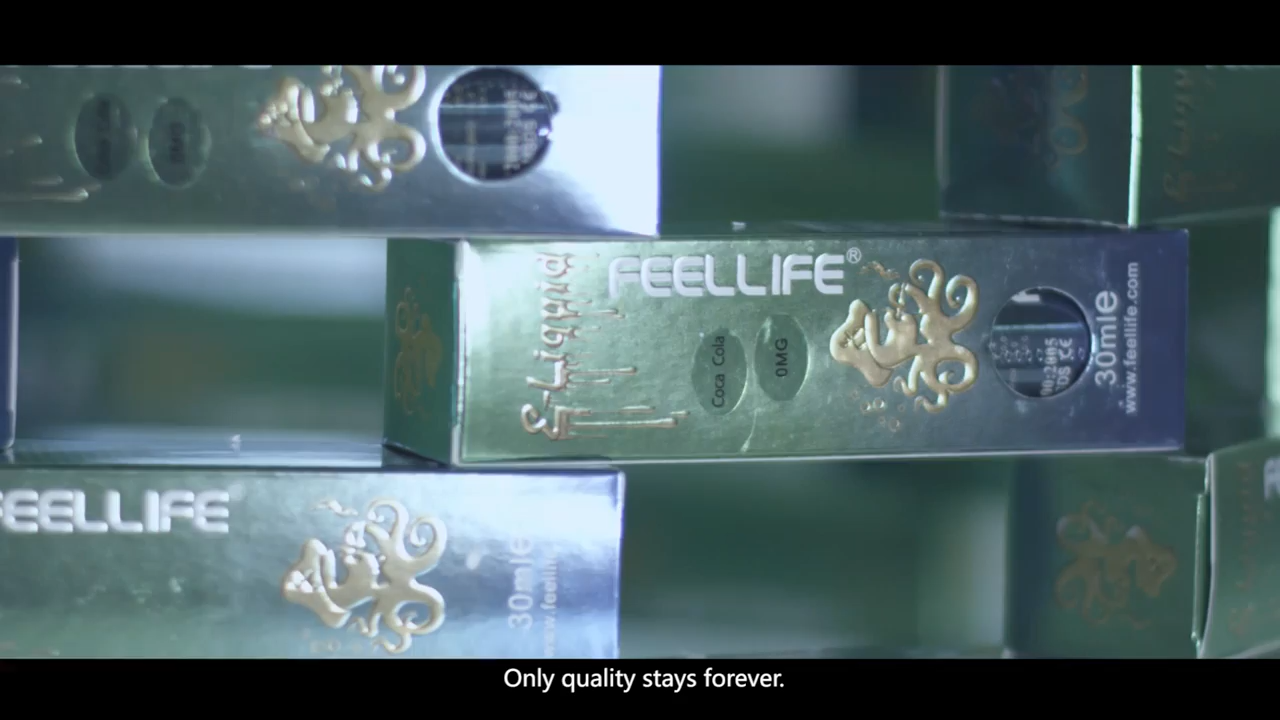 FEELLIFE®
E-Liquid
Coca Cola
0MG
30mle
www.feellife.com
FEELLIFE
30mle
Only quality stays forever.